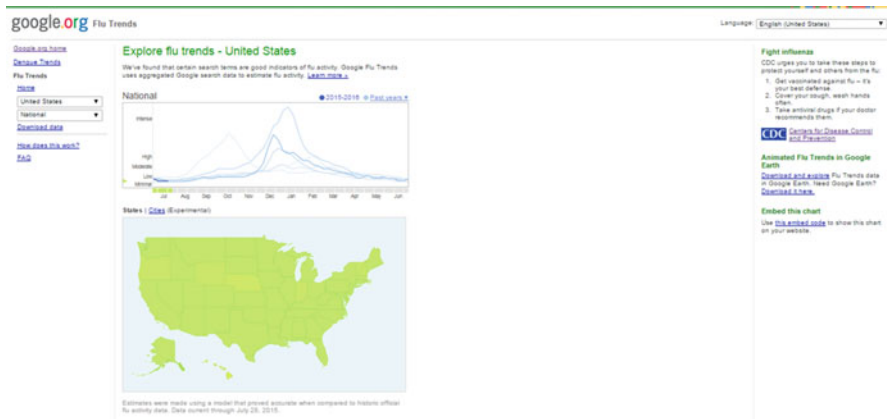 google.org Flu Trends
Language: English (United States)
Google.org home
Dengue Trends
Flu Trends
Home
United States
National
Download data
How does this work?
FAQ
Explore flu trends - United States
We've found that certain search terms are good indicators of flu activity. Google Flu Trends
uses aggregated Google search data to estimate flu activity. Learn more »
National
2015-2016 Past years
Intense
High
Moderate
Low
Minimal
Jul Aug Sep Oct Nov Dec Jan Feb Mar Apr May Jun
States | Cities (Experimental)
Estimates were made using a model that proved accurate when compared to historic official
flu activity data. Data current through July 25, 2015.
Fight influenza
CDC urges you to take these steps to
protect yourself and others from the flu:
1. Get vaccinated against flu – it's
your best defense.
2. Cover your cough, wash hands
often.
3. Take antiviral drugs if your doctor
recommends them.
CDC Centers for Disease Control
and Prevention
Animated Flu Trends in Google
Earth
Download and explore Flu Trends data
in Google Earth. Need Google Earth?
Download it here.
Embed this chart
Use this embed code to show this chart
on your website.